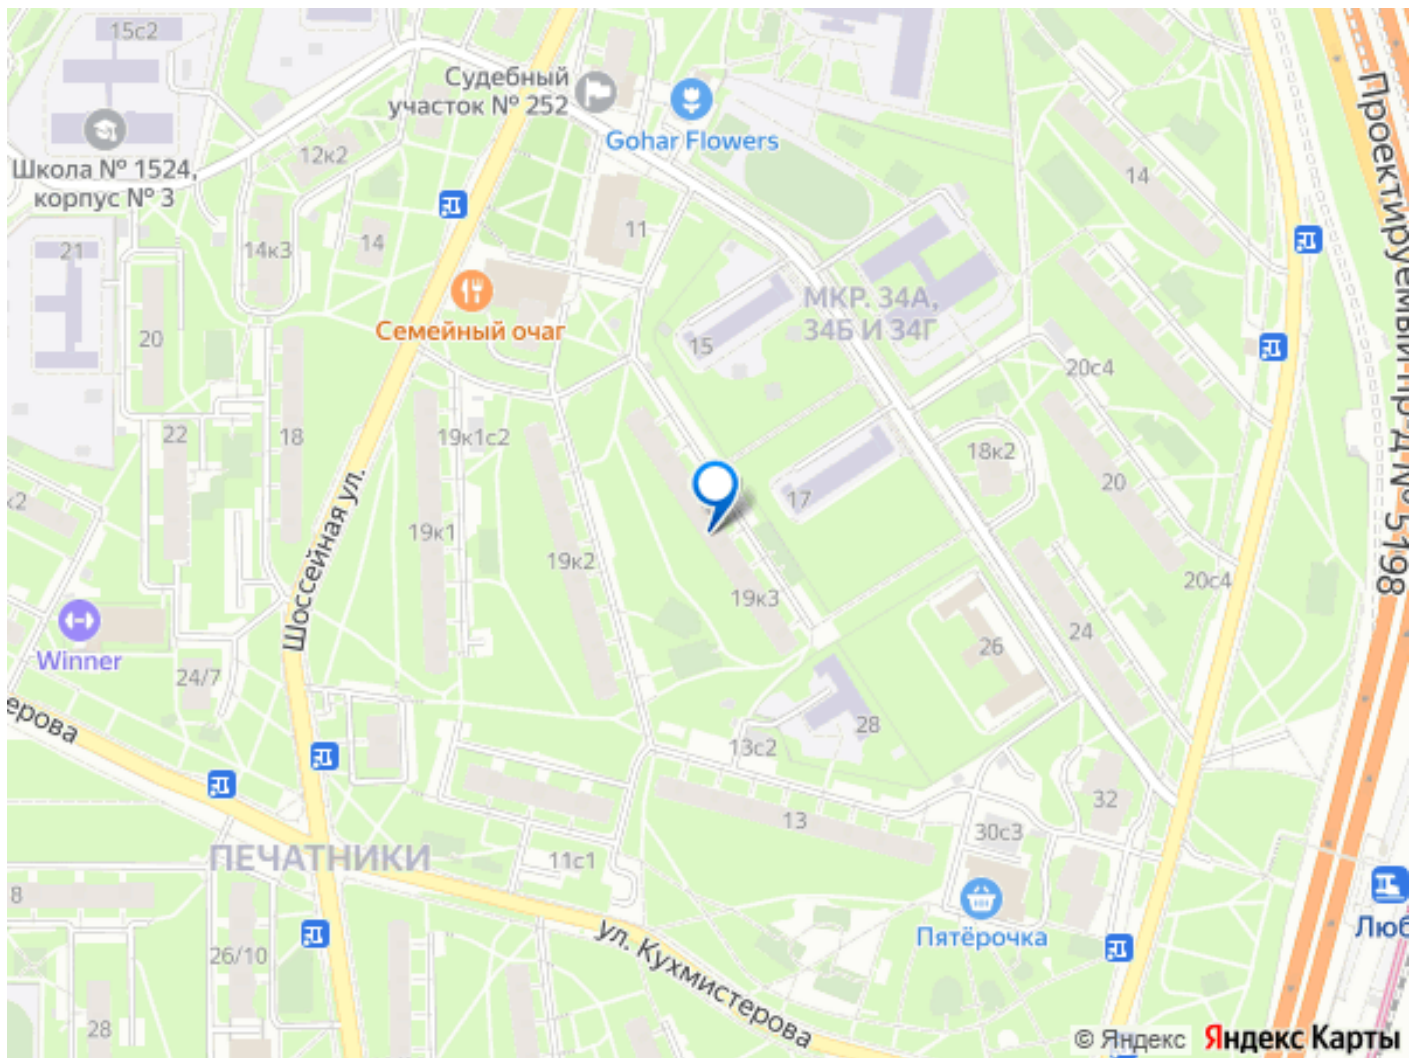 15с2
Судебный
участок № 252
Gohar Flowers
Школа № 1524,
корпус № 3
12к2
14
11
14
14к3
21
Проектируемый пр-д № 5198
МКР. 34А,
34Б И 34Г
Семейный очаг
15
20
20с4
22
18
19к1с2
18к2
20
к2
17
19к1
19к2
Шоссейная ул.
20с4
19к3
24
26
Winner
24/7
ерова
28
13с2
32
13
30с3
ПЕЧАТНИКИ
11с1
8
Люб
Пятёрочка
ул. Кухмистерова
26/10
28
© Яндекс Яндекс Карты